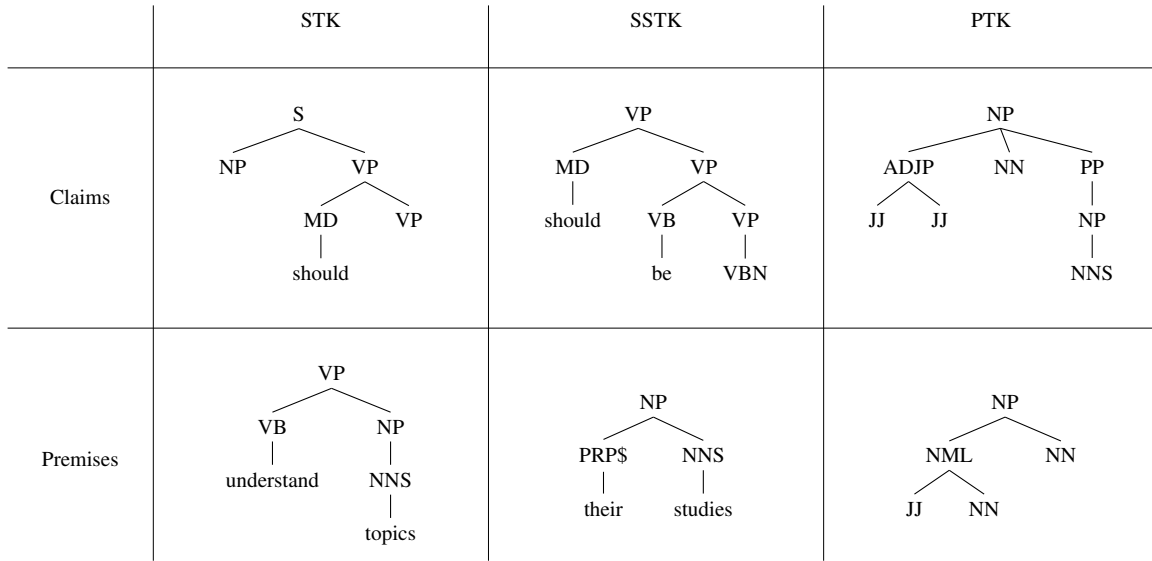 STK SSTK PTK
Claims
S
NP VP
MD VP
should
VP
MD VP
should VB VP
be VBN
NP
ADJP NN PP
JJ JJ NP
NNS
Premises
VP
VB NP
understand NNS
topics
NP
PRP$ NNS
their studies
NP
NML NN
JJ NN